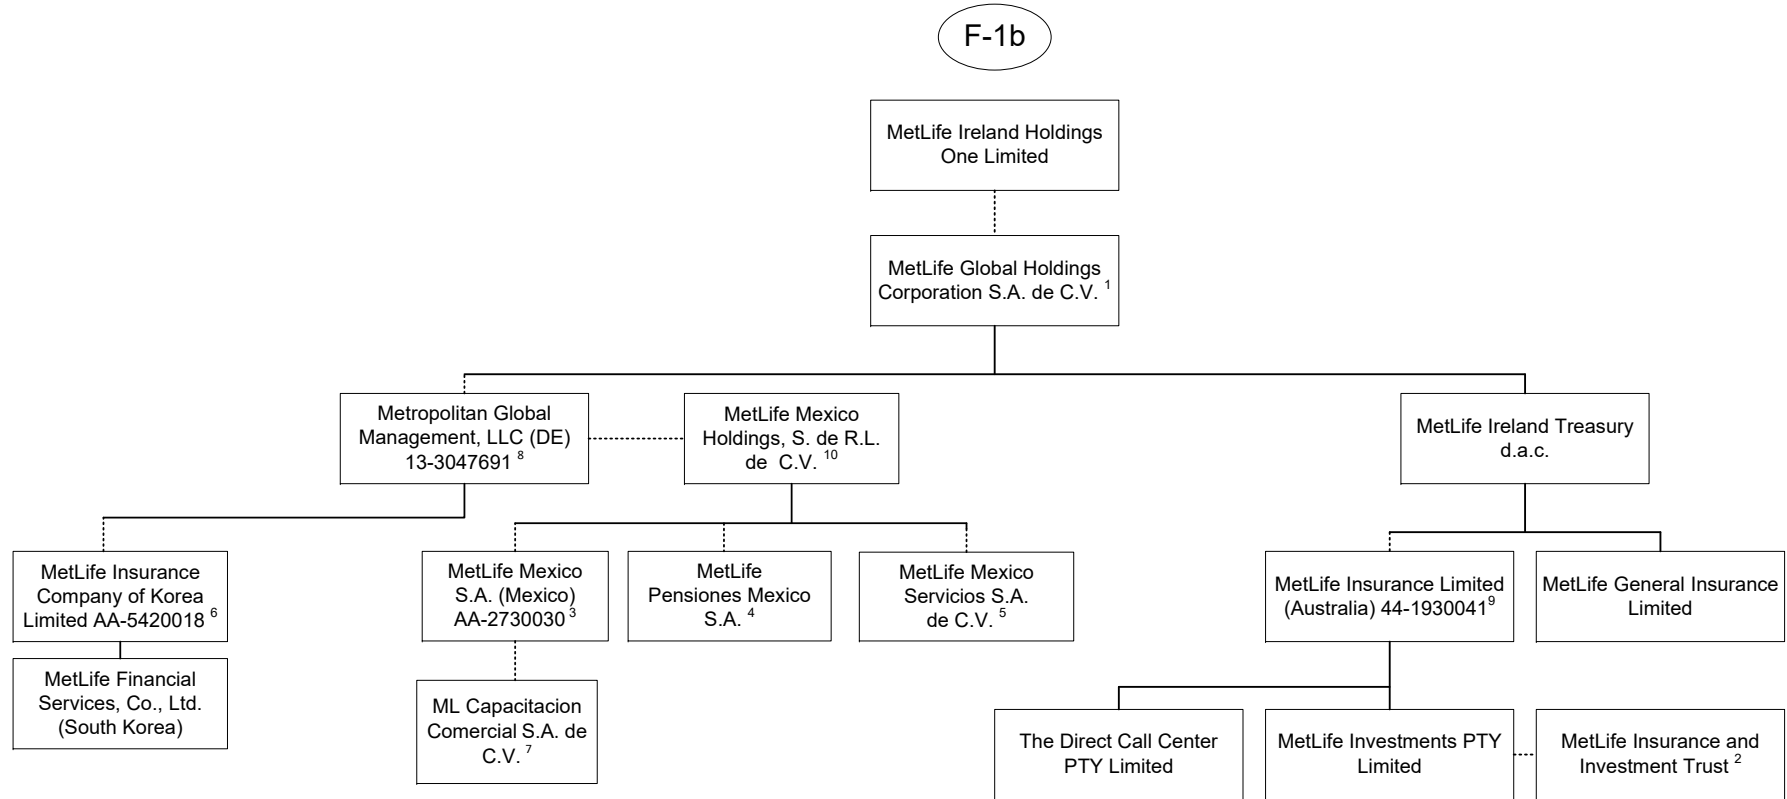 F-1b
MetLife Ireland Holdings
One Limited
MetLife Global Holdings
Corporation S.A. de C.V. 1
Metropolitan Global
Management, LLC (DE)
13-3047691 8
MetLife Mexico
Holdings, S. de R.L.
de C.V. 10
MetLife Ireland Treasury
d.a.c.
MetLife Insurance
Company of Korea
Limited AA-5420018 6
MetLife Mexico
S.A. (Mexico)
AA-2730030 3
MetLife
Pensiones Mexico
S.A. 4
MetLife Mexico
Servicios S.A.
de C.V. 5
MetLife Insurance Limited
(Australia) 44-1930041 9
MetLife General Insurance
Limited
MetLife Financial
Services, Co., Ltd.
(South Korea)
ML Capacitacion
Comercial S.A. de
C.V. 7
The Direct Call Center
PTY Limited
MetLife Investments PTY
Limited
MetLife Insurance and
Investment Trust 2